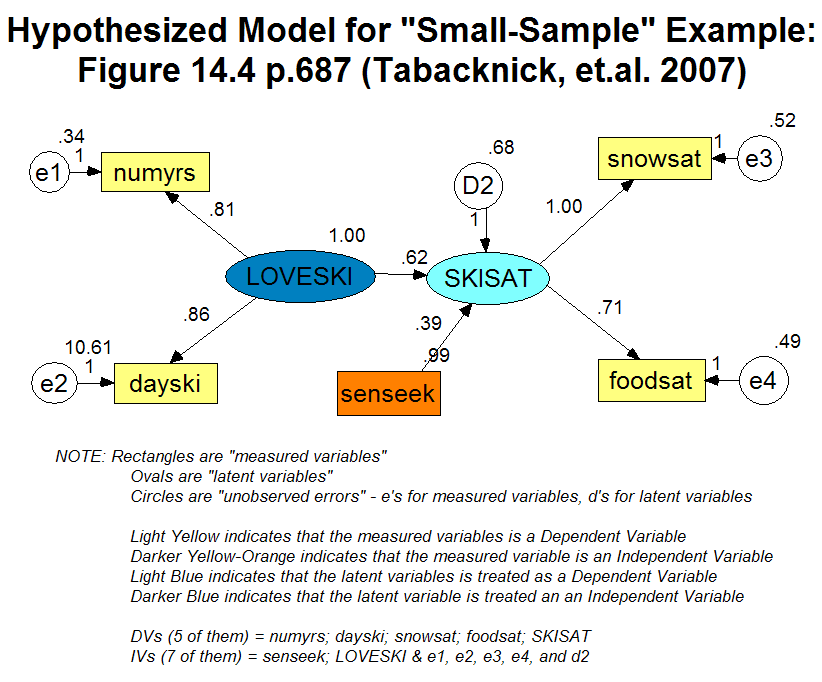 Hypothesized Model for "Small-Sample" Example:
Figure 14.4 p.687 (Tabacknick, et.al. 2007)
.34
e1
1
numyrs
.81
.68
D2
1
.52
1
snowsat
e3
1.00
1.00
LOVESKI
.62
SKISAT
.86
.39
.71
10.61
e2
1
dayski
.99
senseek
.49
1
foodsat
e4
NOTE: Rectangles are "measured variables"
Ovals are "latent variables"
Circles are "unobserved errors" - e's for measured variables, d's for latent variables
Light Yellow indicates that the measured variables is a Dependent Variable
Darker Yellow-Orange indicates that the measured variable is an Independent Variable
Light Blue indicates that the latent variables is treated as a Dependent Variable
Darker Blue indicates that the latent variable is treated an an Independent Variable
DVs (5 of them) = numyrs; dayski; snowsat; foodsat; SKISAT
IVs (7 of them) = senseek; LOVESKI & e1, e2, e3, e4, and d2